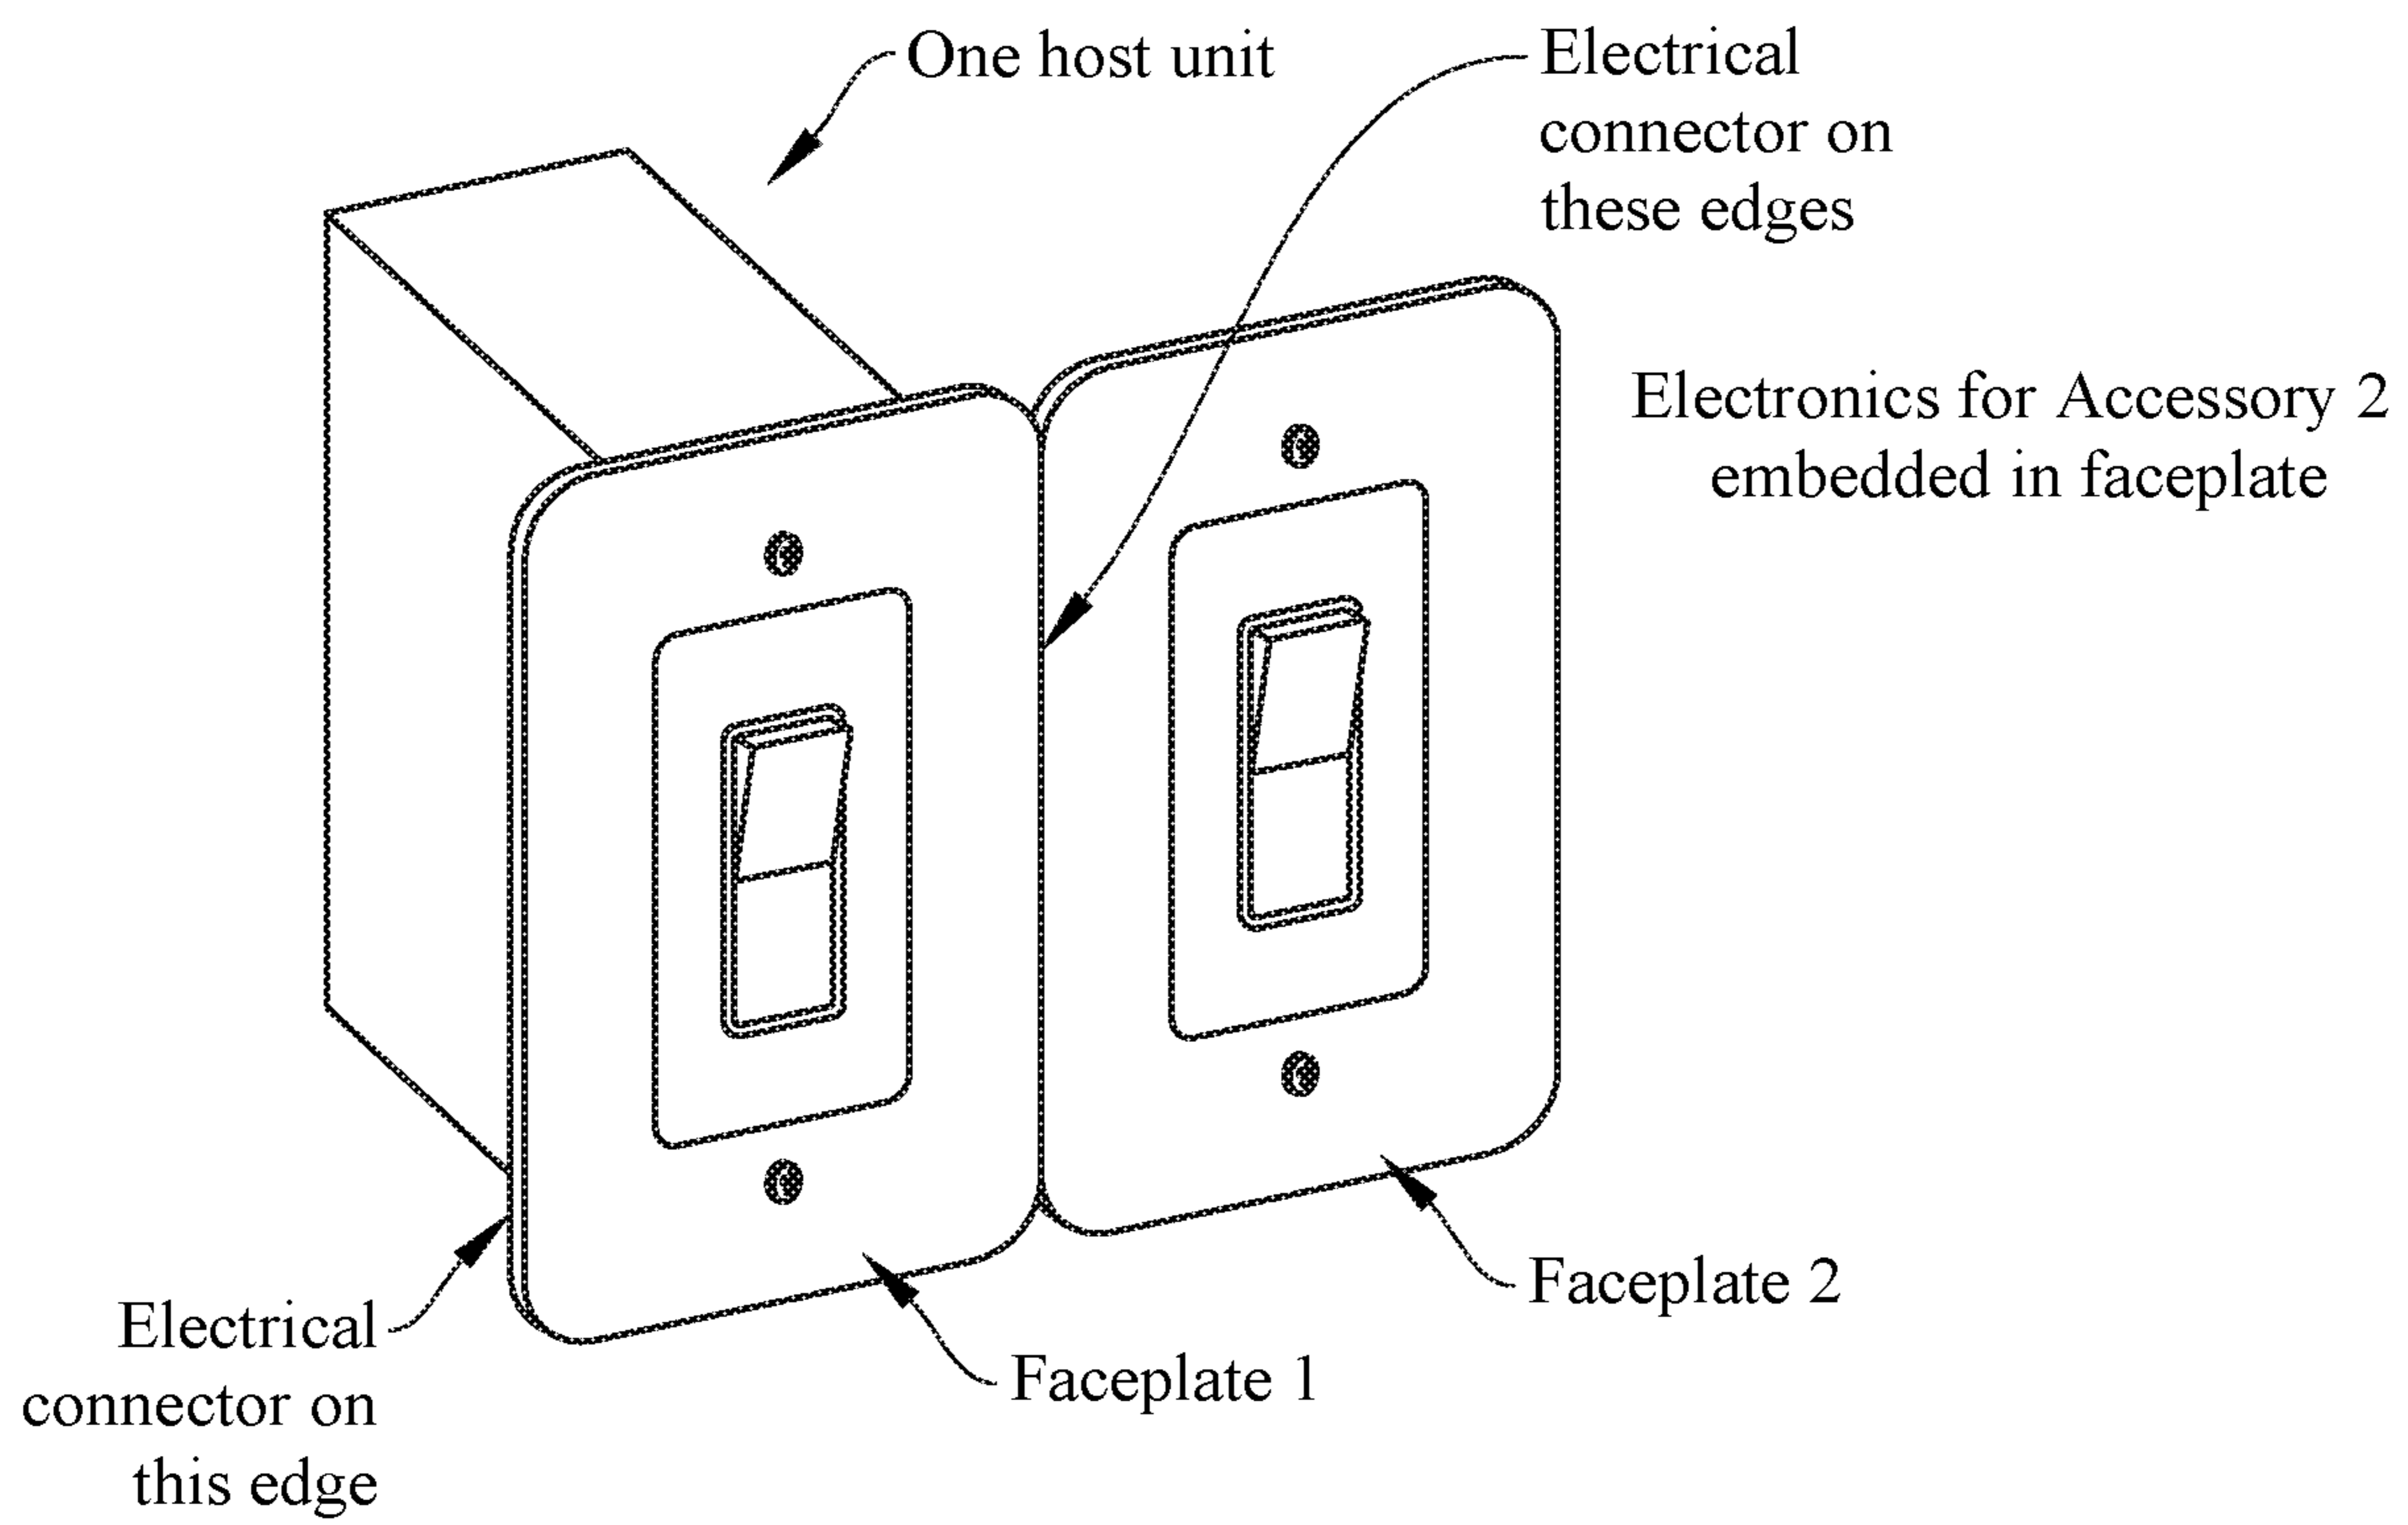 One host unit
Electrical
connector on
these edges
Electronics for Accessory 2
embedded in faceplate
Faceplate 2
Faceplate 1
Electrical
connector on
this edge